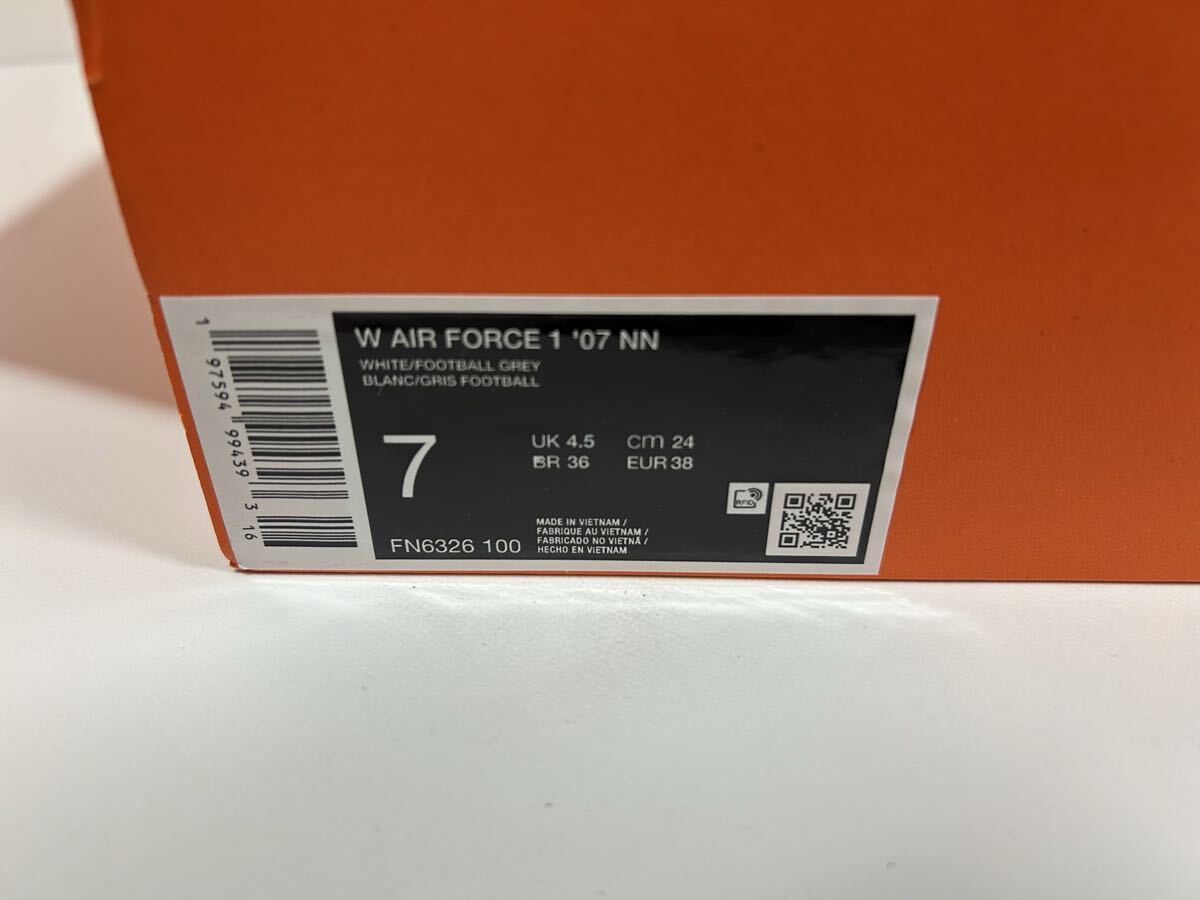 W AIR FORCE 1 '07 NN
WHITE/FOOTBALL GREY
BLANC/GRIS FOOTBALL
7
UK 4.5 cm 24
BR 36 EUR 38
RFID
FN6326 100
MADE IN VIETNAM /
FABRIQUE AU VIETNAM /
FABRICADO NO VIETNÃ /
HECHO EN VIETNAM
1 97594 99439 3 16